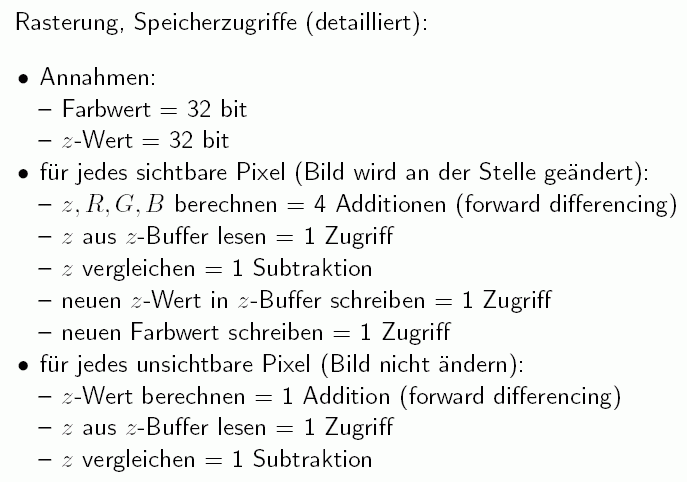 Rasterung, Speicherzugriffe (detailliert):
• Annahmen:
– Farbwert = 32 bit
– z-Wert = 32 bit
• für jedes sichtbare Pixel (Bild wird an der Stelle geändert):
– z, R, G, B berechnen = 4 Additionen (forward differencing)
– z aus z-Buffer lesen = 1 Zugriff
– z vergleichen = 1 Subtraktion
– neuen z-Wert in z-Buffer schreiben = 1 Zugriff
– neuen Farbwert schreiben = 1 Zugriff
• für jedes unsichtbare Pixel (Bild nicht ändern):
– z-Wert berechnen = 1 Addition (forward differencing)
– z aus z-Buffer lesen = 1 Zugriff
– z vergleichen = 1 Subtraktion